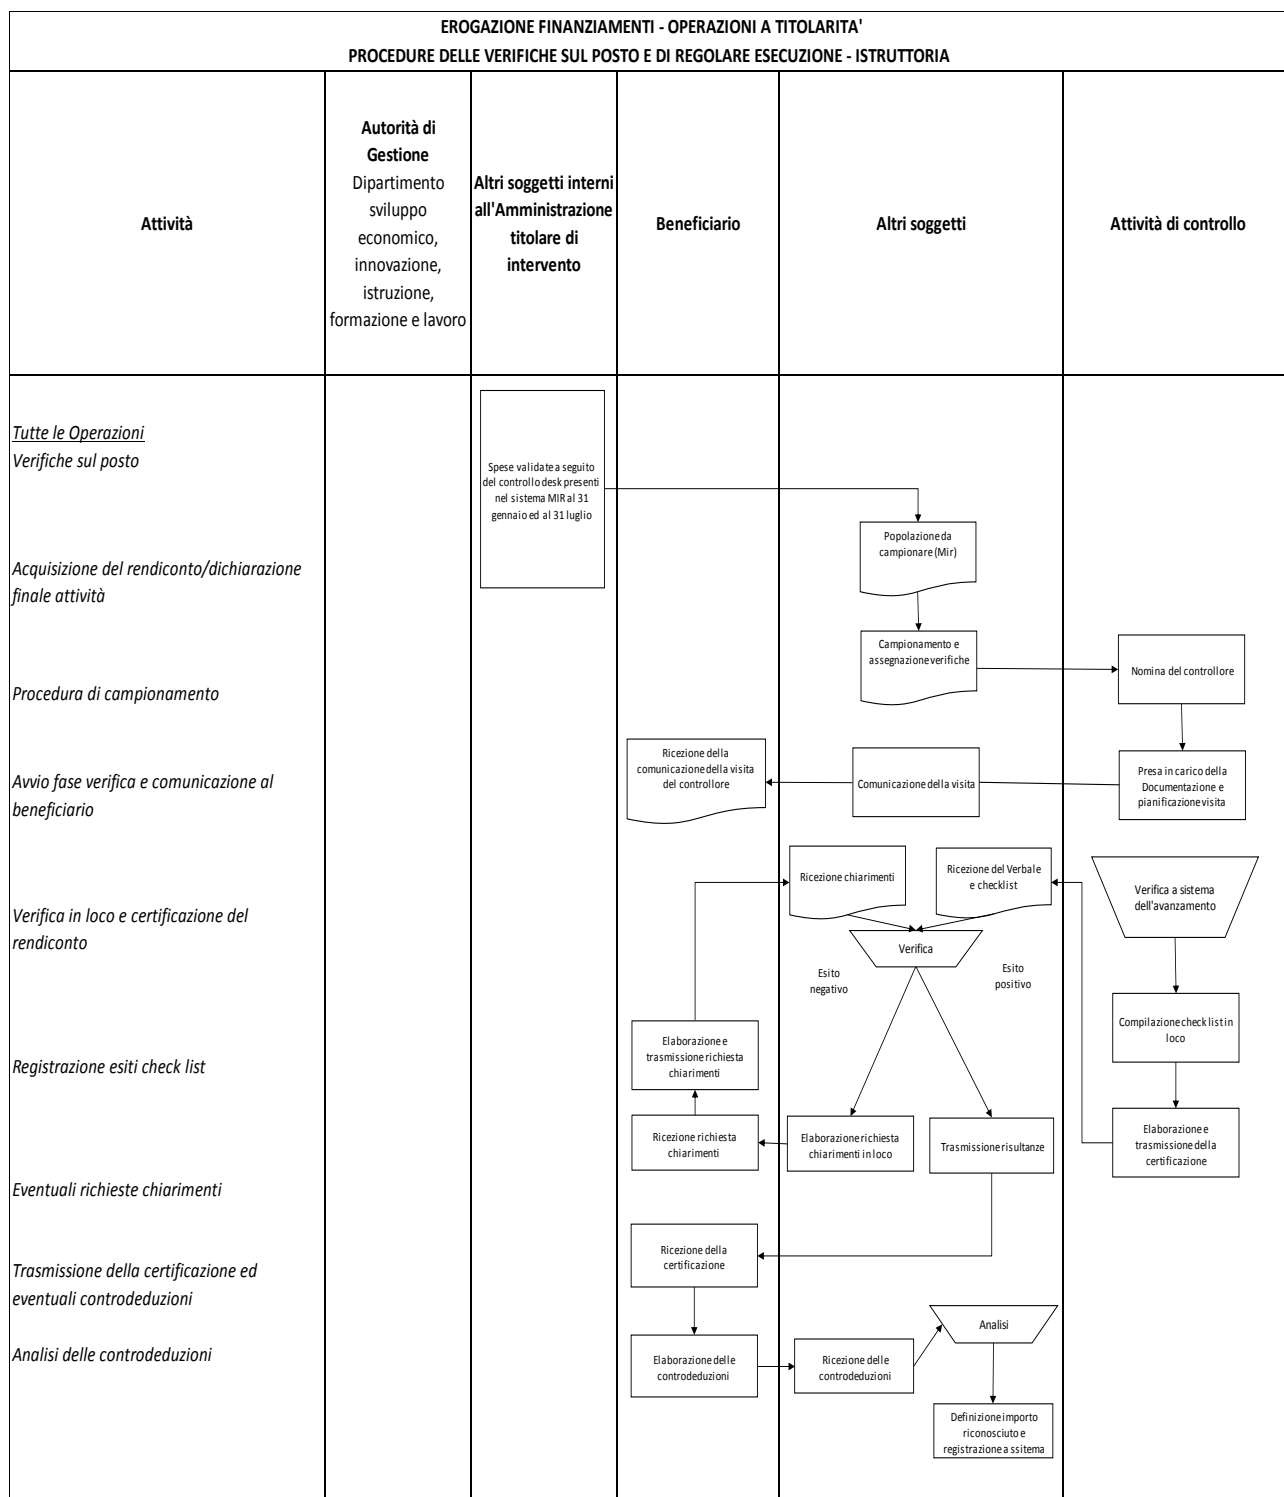 EROGAZIONE FINANZIAMENTI - OPERAZIONI A TITOLARITA'
PROCEDURE DELLE VERIFICHE SUL POSTO E DI REGOLARE ESECUZIONE - ISTRUTTORIA
Attività
Autorità di
Gestione
Dipartimento
sviluppo
economico,
innovazione,
istruzione,
formazione e lavoro
Altri soggetti interni
all'Amministrazione
titolare di
intervento
Beneficiario
Altri soggetti
Attività di controllo
Tutte le Operazioni
Verifiche sul posto
Spese validate a seguito
del controllo desk presenti
nel sistema MIR al 31
gennaio ed al 31 luglio
Popolazione da
campionare (Mir)
Acquisizione del rendiconto/dichiarazione
finale attività
Campionamento e
assegnazione verifiche
Nomina del controllore
Procedura di campionamento
Ricezione della
comunicazione della visita
del controllore
Comunicazione della visita
Presa in carico della
Documentazione e
pianificazione visita
Avvio fase verifica e comunicazione al
beneficiario
Ricezione chiarimenti
Ricezione del Verbale
e checklist
Verifica a sistema
dell'avanzamento
Verifica in loco e certificazione del
rendiconto
Verifica
Esito
negativo
Esito
positivo
Compilazione check list in
loco
Elaborazione e
trasmissione richiesta
chiarimenti
Registrazione esiti check list
Ricezione richiesta
chiarimenti
Elaborazione richiesta
chiarimenti in loco
Trasmissione risultanze
Elaborazione e
trasmissione della
certificazione
Eventuali richieste chiarimenti
Ricezione della
certificazione
Trasmissione della certificazione ed
eventuali controdeduzioni
Analisi
Analisi delle controdeduzioni
Elaborazione delle
controdeduzioni
Ricezione delle
controdeduzioni
Definizione importo
riconosciuto e
registrazione a ssitema